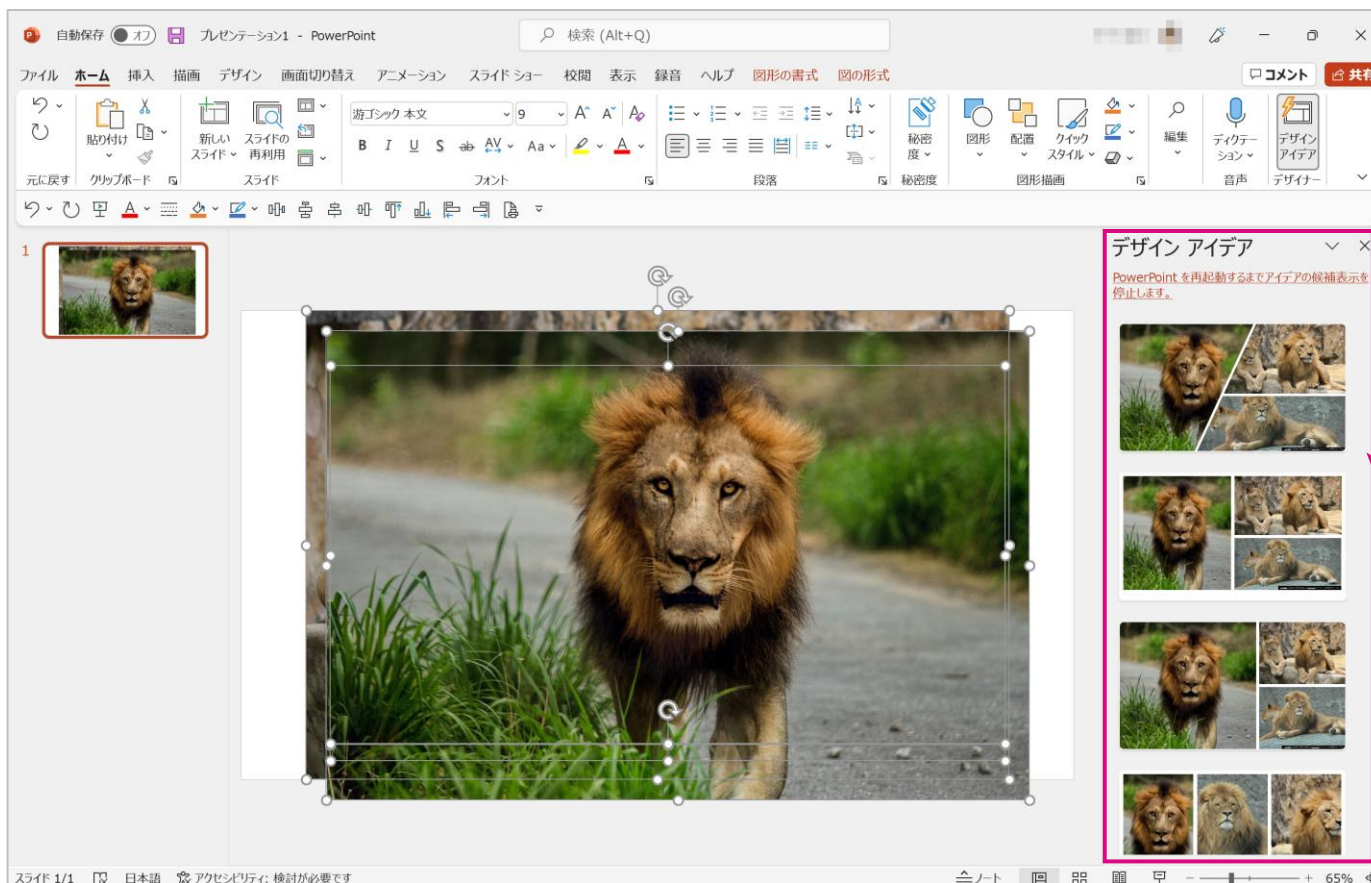 自動保存 オフ プレゼンテーション1 - PowerPoint 検索 (Alt+Q)
ファイル ホーム 挿入 描画 デザイン 画面切り替え アニメーション スライド ショー 校閲 表示 録音 ヘルプ 図形の書式 図の形式 コメント 共有
貼り付け
新しい
スライド
スライドの
再利用
游ゴシック 本文 9
B I U S ab AV Aa A
秘密
度
図形
配置
クイック
スタイル
編集
ディクテー
ション
デザイン
アイデア
元に戻す クリップボード スライド フォント 段落 秘密度 図形描画 音声 デザイナー
1
デザイン アイデア
PowerPoint を再起動するまでアイデアの候補表示を
停止します。
スライド 1/1 日本語 アクセシビリティ: 検討が必要です ノート 65%